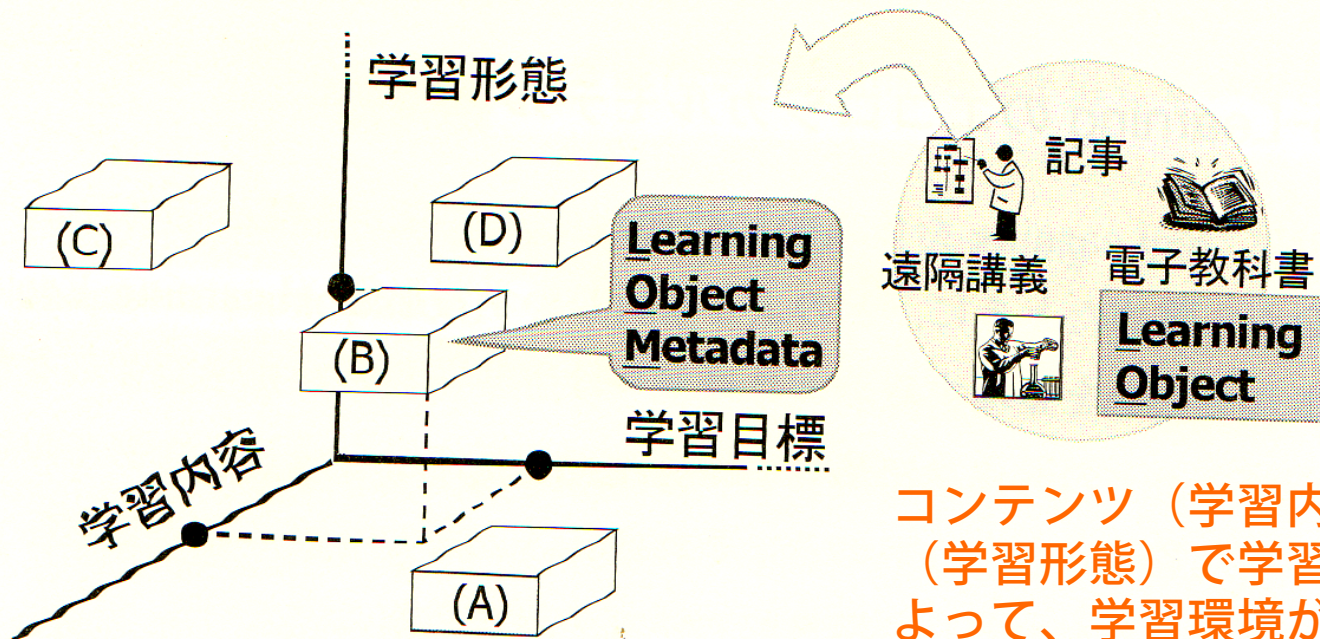 学習形態
記事
(C)
(D)
Learning
Object
Metadata
遠隔講義
電子教科書
(B)
Learning
Object
学習目標
学習内容
(A)
コンテンツ（学習内
（学習形態）で学習
よって、学習環境が